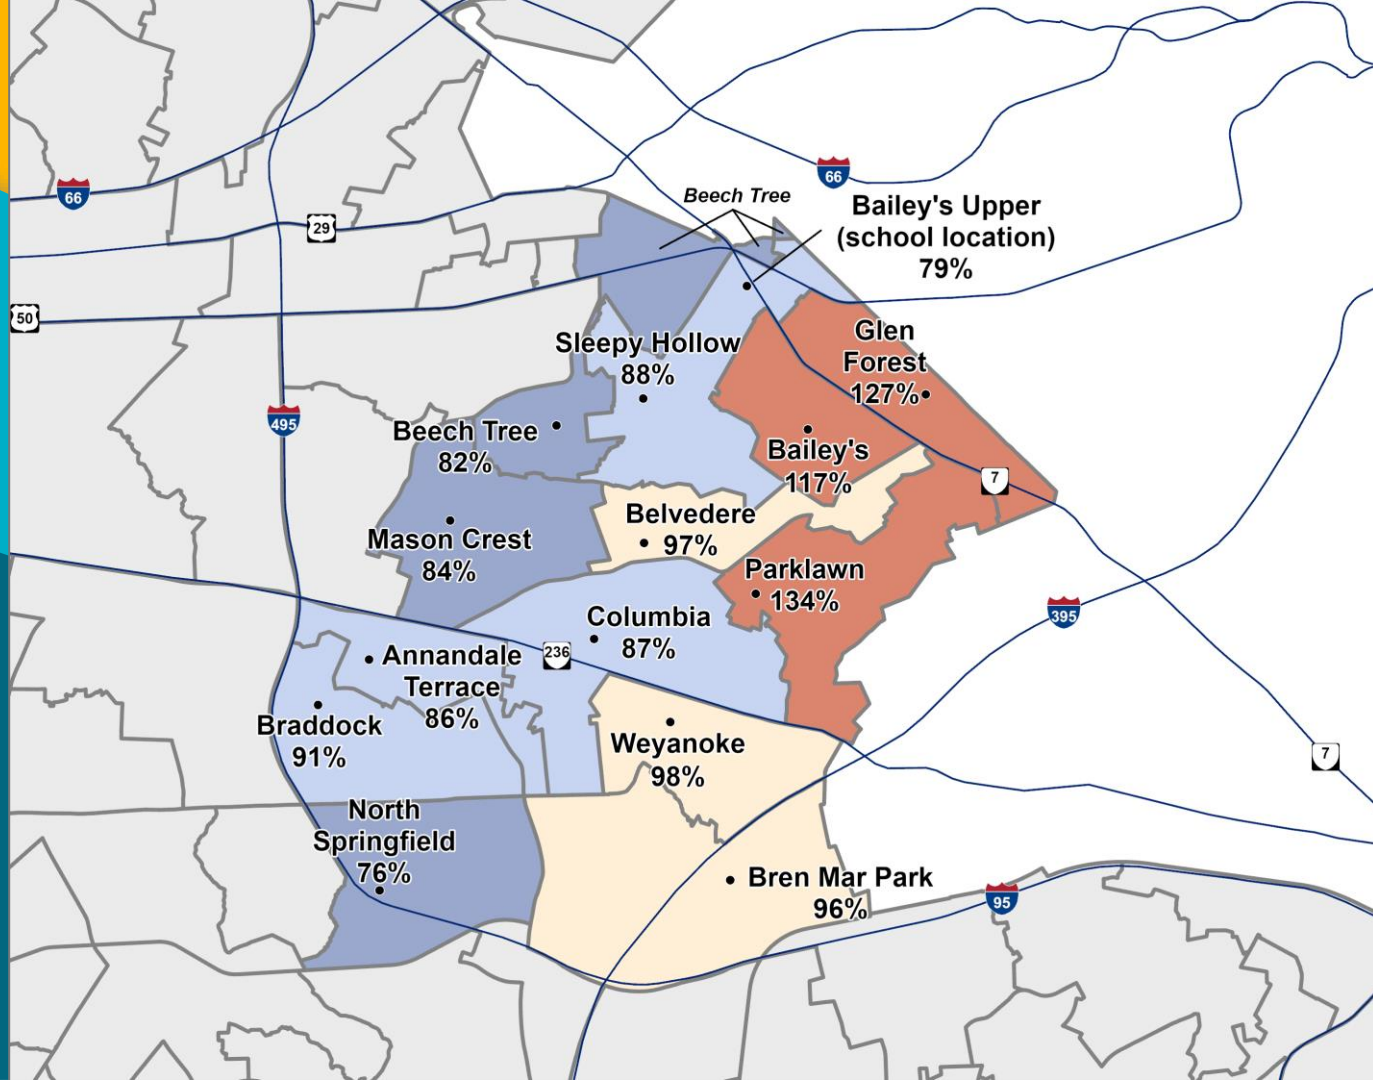 66
29
50
495
Beech Tree
66
Bailey's Upper
(school location)
79%
Glen
Forest
127%
Sleepy Hollow
88%
Beech Tree
82%
Bailey's
117%
7
Belvedere
97%
Mason Crest
84%
Parklawn
134%
395
Columbia
87%
236
Annandale
Terrace
86%
Braddock
91%
Weyanoke
98%
7
North
Springfield
76%
Bren Mar Park
96%
95